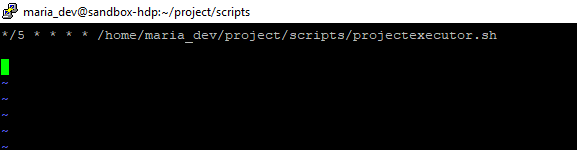 maria_dev@sandbox-hdp:~/project/scripts
*/5 * * * * /home/maria_dev/project/scripts/projectexecutor.sh
~
~
~
~